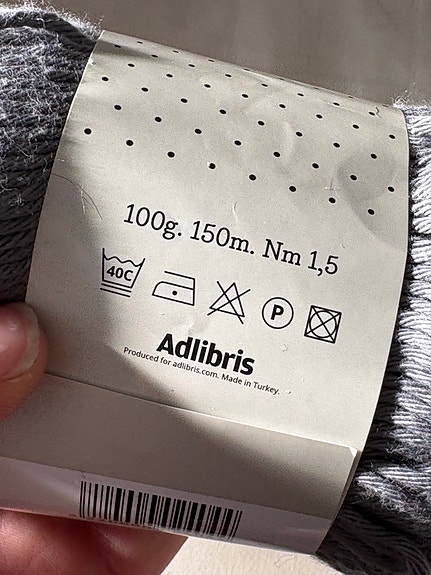 100g. 150m. Nm 1,5
40C
P
Adlibris
Produced for adlibris.com. Made in Turkey.